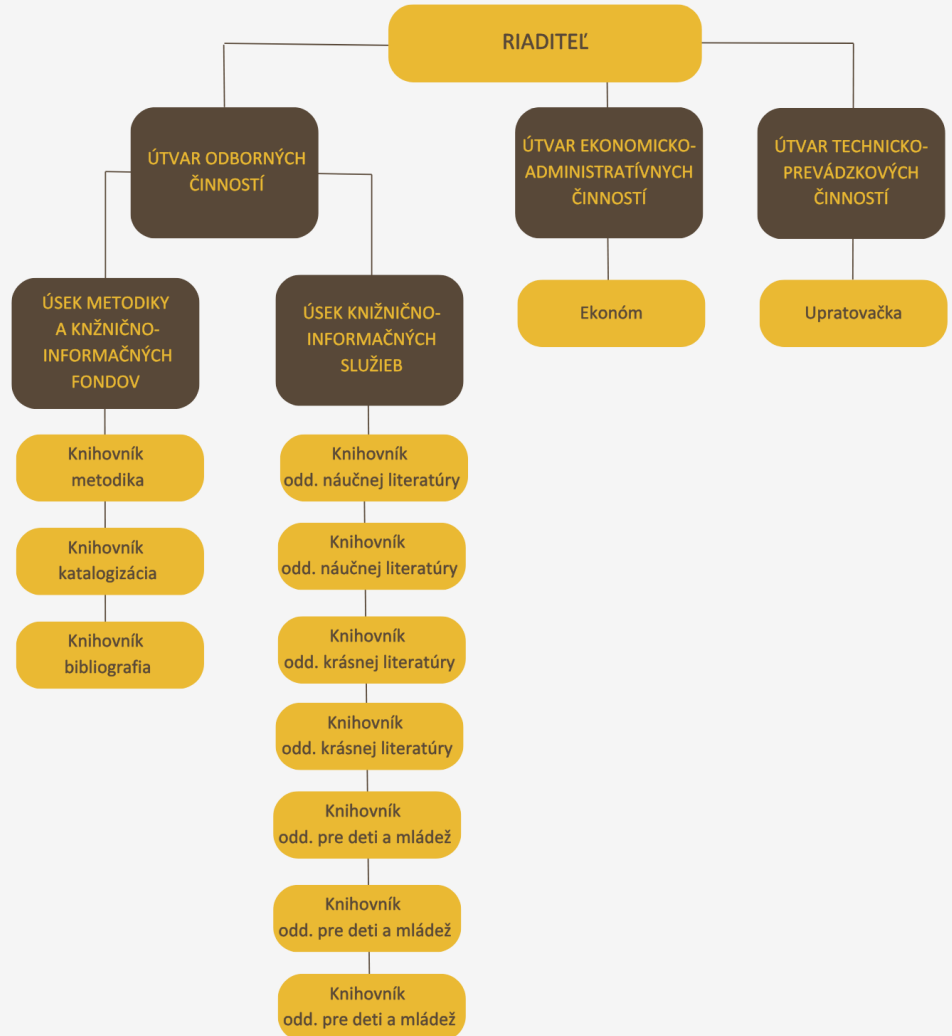 RIADITEĽ
ÚTVAR ODBORNÝCH
ČINNOSTÍ
ÚTVAR EKONOMICKO-
ADMINISTRATÍVNYCH
ČINNOSTÍ
ÚTVAR TECHNICKO-
PREVÁDZKOVÝCH
ČINNOSTÍ
ÚSEK METODIKY
A KNŽNIČNO-
INFORMAČNÝCH
FONDOV
ÚSEK KNIŽNIČNO-
INFORMAČNÝCH
SLUŽIEB
Ekonóm
Upratovačka
Knihovník
metodika
Knihovník
katalogizácia
Knihovník
bibliografia
Knihovník
odd. náučnej literatúry
Knihovník
odd. náučnej literatúry
Knihovník
odd. krásnej literatúry
Knihovník
odd. krásnej literatúry
Knihovník
odd. pre deti a mládež
Knihovník
odd. pre deti a mládež
Knihovník
odd. pre deti a mládež